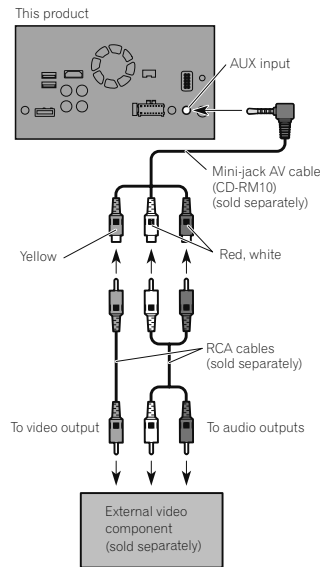 This product
AUX input
Mini-jack AV cable
(CD-RM10)
(sold separately)
Yellow
Red, white
RCA cables
(sold separately)
To video output
To audio outputs
External video
component
(sold separately)